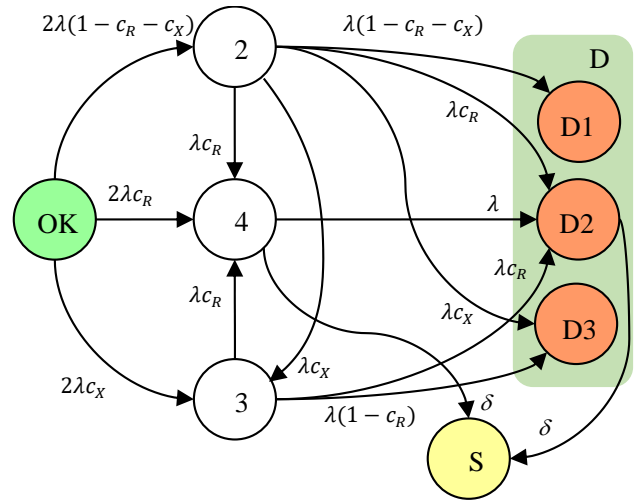 2λ(1 - c_R - c_X)
2
λ(1 - c_R - c_X)
D
D1
λc_R
λc_R
OK
2λc_R
4
λ
D2
λc_R
λc_R
λc_X
D3
2λc_X
λc_X
3
λ(1 - c_R)
δ
δ
S